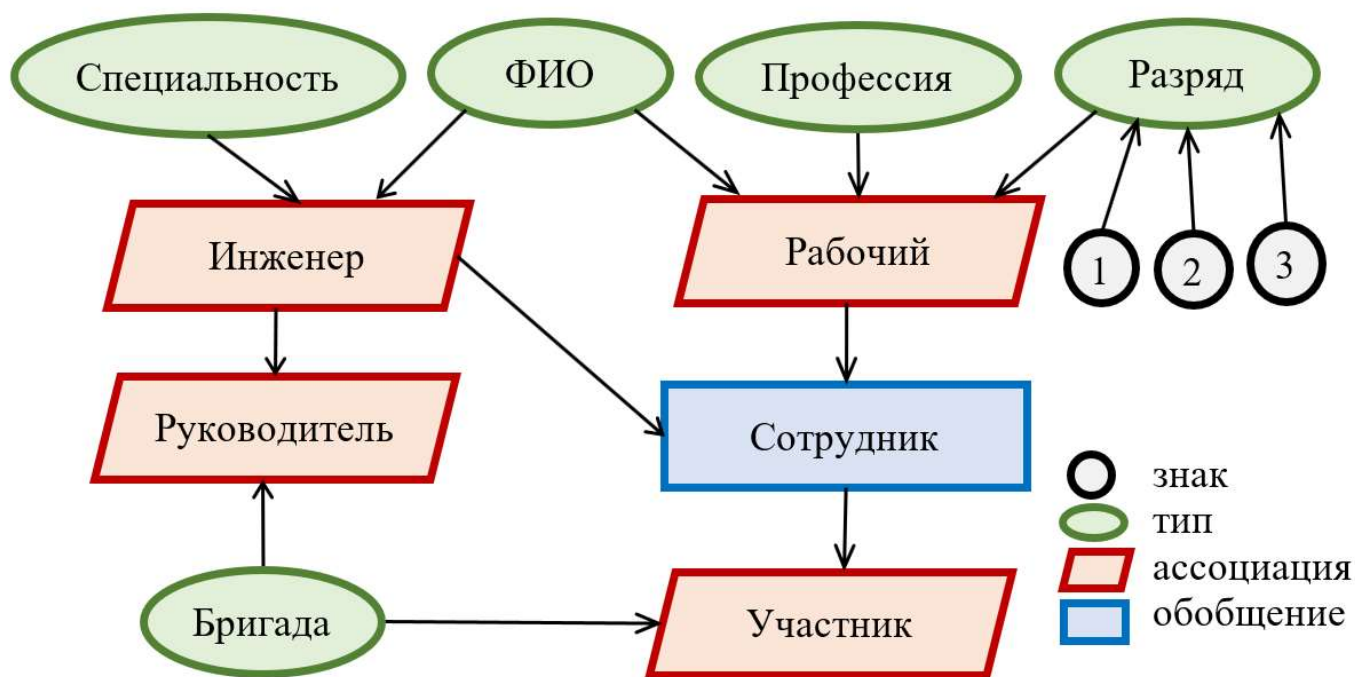 Специальность
ФИО
Профессия
Разряд
Инженер
Рабочий
1
2
3
Руководитель
Сотрудник
знак
тип
ассоциация
обобщение
Бригада
Участник